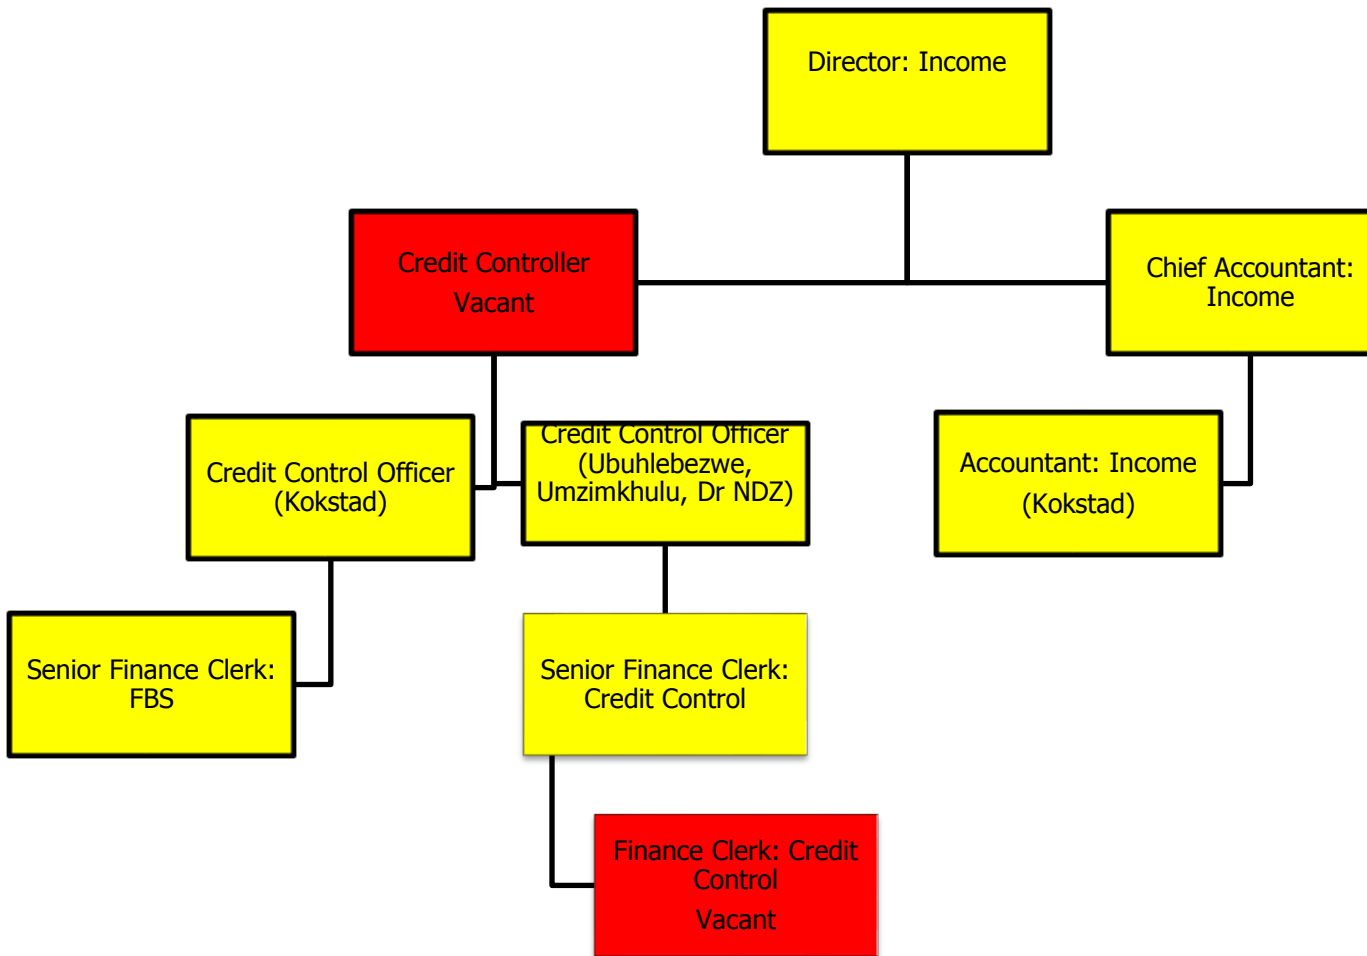 Director: Income
Credit Controller
Vacant
Chief Accountant:
Income
Credit Control Officer
(Kokstad)
Credit Control Officer
(Ubuhlebezwe,
Umzimkhulu, Dr NDZ)
Accountant: Income
(Kokstad)
Senior Finance Clerk:
FBS
Senior Finance Clerk:
Credit Control
Finance Clerk: Credit
Control
Vacant